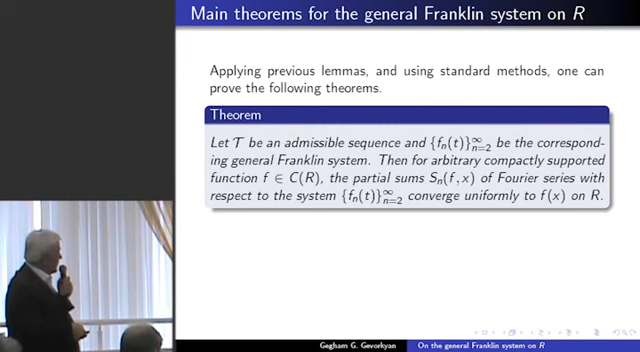 Main theorems for the general Franklin system on R
Applying previous lemmas, and using standard methods, one can
prove the following theorems.
Theorem
Let 𝒯 be an admissible sequence and {fₙ(t)}∞ₙ₌₂ be the correspond-
ing general Franklin system. Then for arbitrary compactly supported
function f ∈ C(R), the partial sums Sₙ(f, x) of Fourier series with
respect to the system {fₙ(t)}∞ₙ₌₂ converge uniformly to f(x) on R.
Gegham G. Gevorkyan On the general Franklin system on R